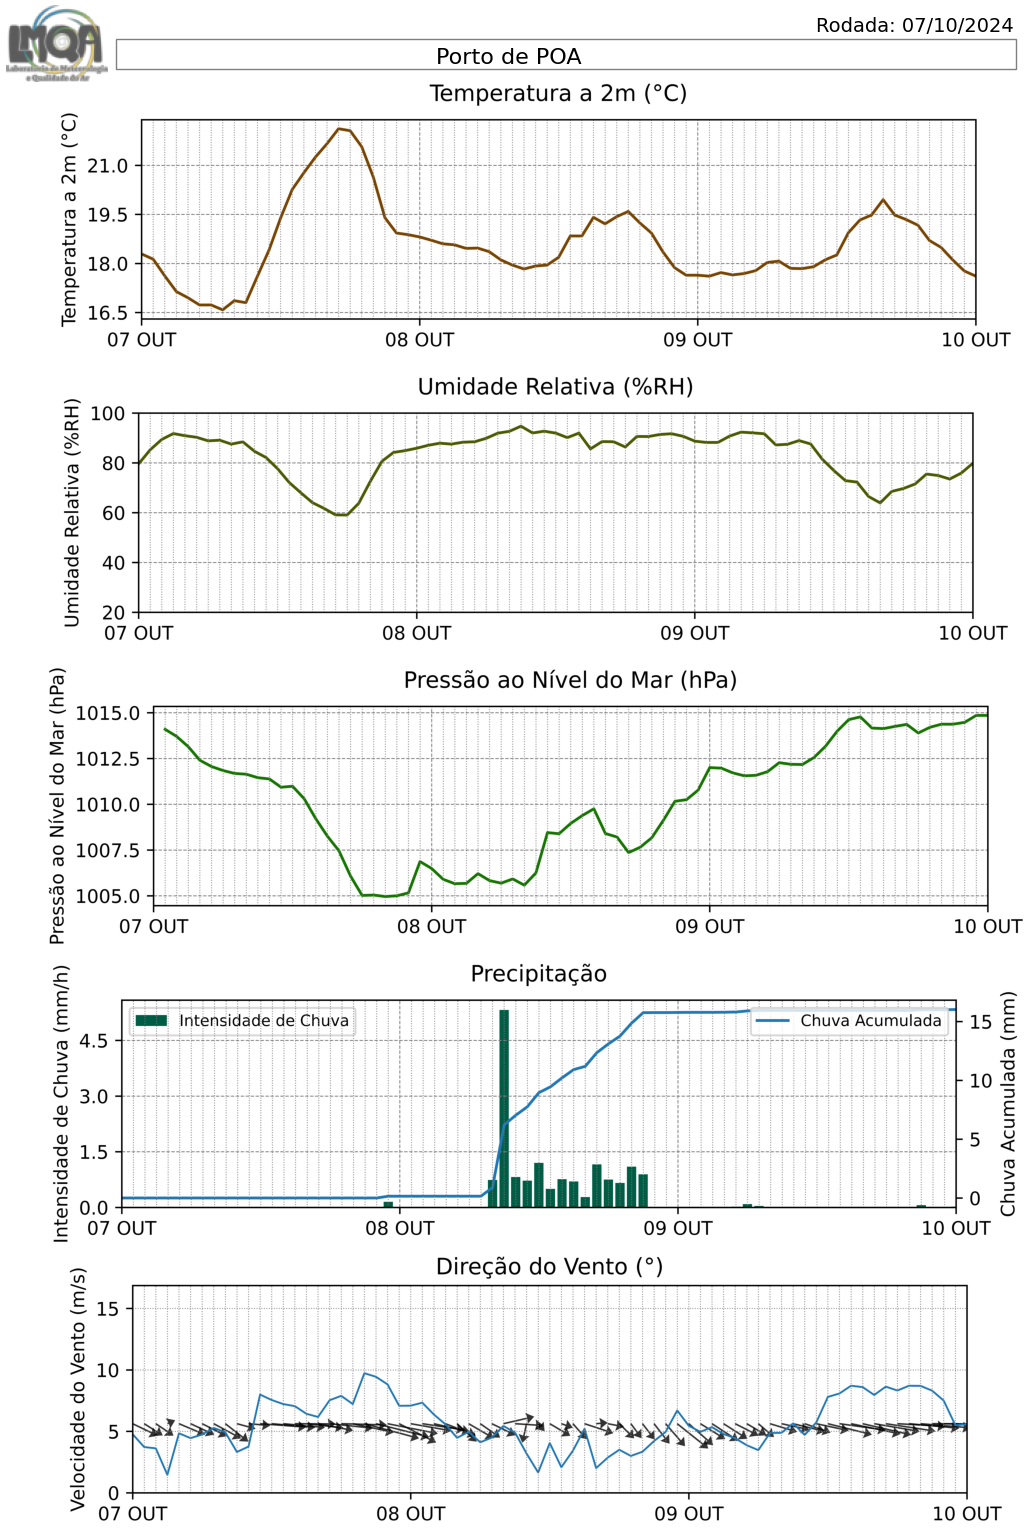 Rodada: 07/10/2024
LMQA
Laboratório de Meteorologia
e Qualidade do Ar
Porto de POA
Temperatura a 2m (°C)
Temperatura a 2m (°C)
21.0
19.5
18.0
16.5
07 OUT
08 OUT
09 OUT
10 OUT
Umidade Relativa (%RH)
Umidade Relativa (%RH)
100
80
60
40
20
07 OUT
08 OUT
09 OUT
10 OUT
Pressão ao Nível do Mar (hPa)
Pressão ao Nível do Mar (hPa)
1015.0
1012.5
1010.0
1007.5
1005.0
07 OUT
08 OUT
09 OUT
10 OUT
Precipitação
Intensidade de Chuva (mm/h)
Intensidade de Chuva
Chuva Acumulada
4.5
3.0
1.5
0.0
15
10
5
0
Chuva Acumulada (mm)
07 OUT
08 OUT
09 OUT
10 OUT
Direção do Vento (°)
Velocidade do Vento (m/s)
15
10
5
0
07 OUT
08 OUT
09 OUT
10 OUT